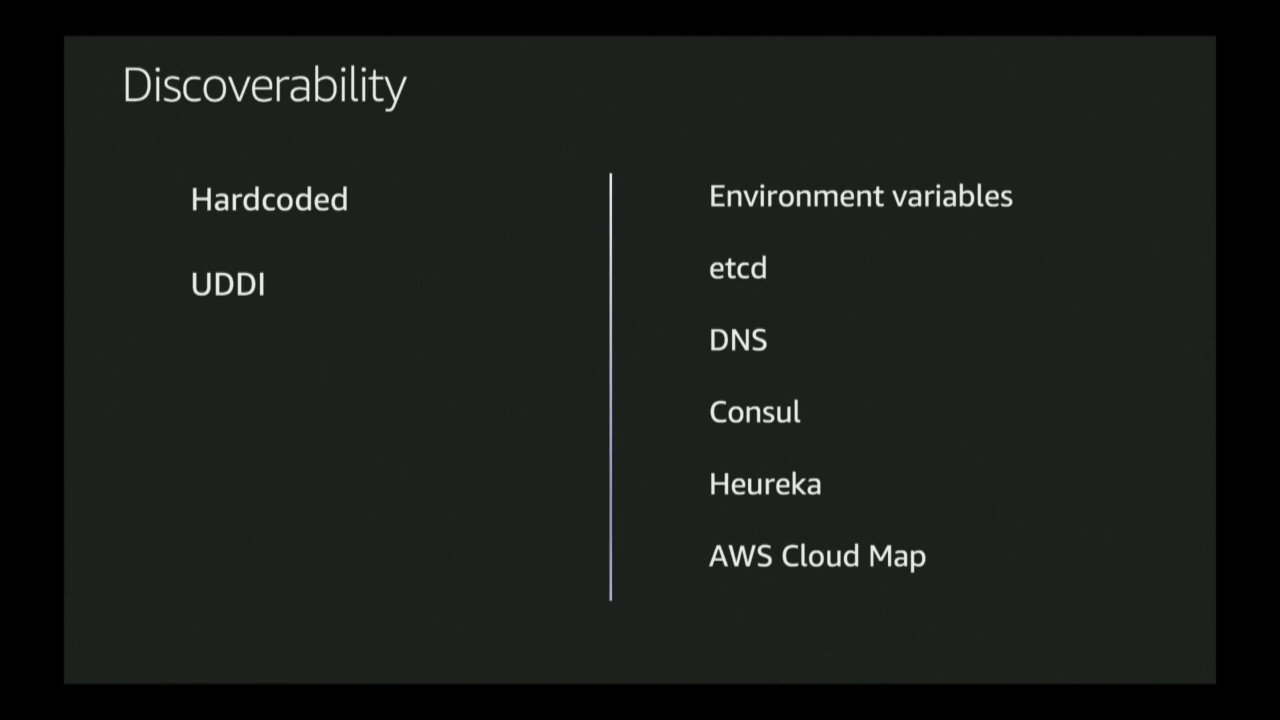 Discoverability
Hardcoded
UDDI
Environment variables
etcd
DNS
Consul
Heureka
AWS Cloud Map